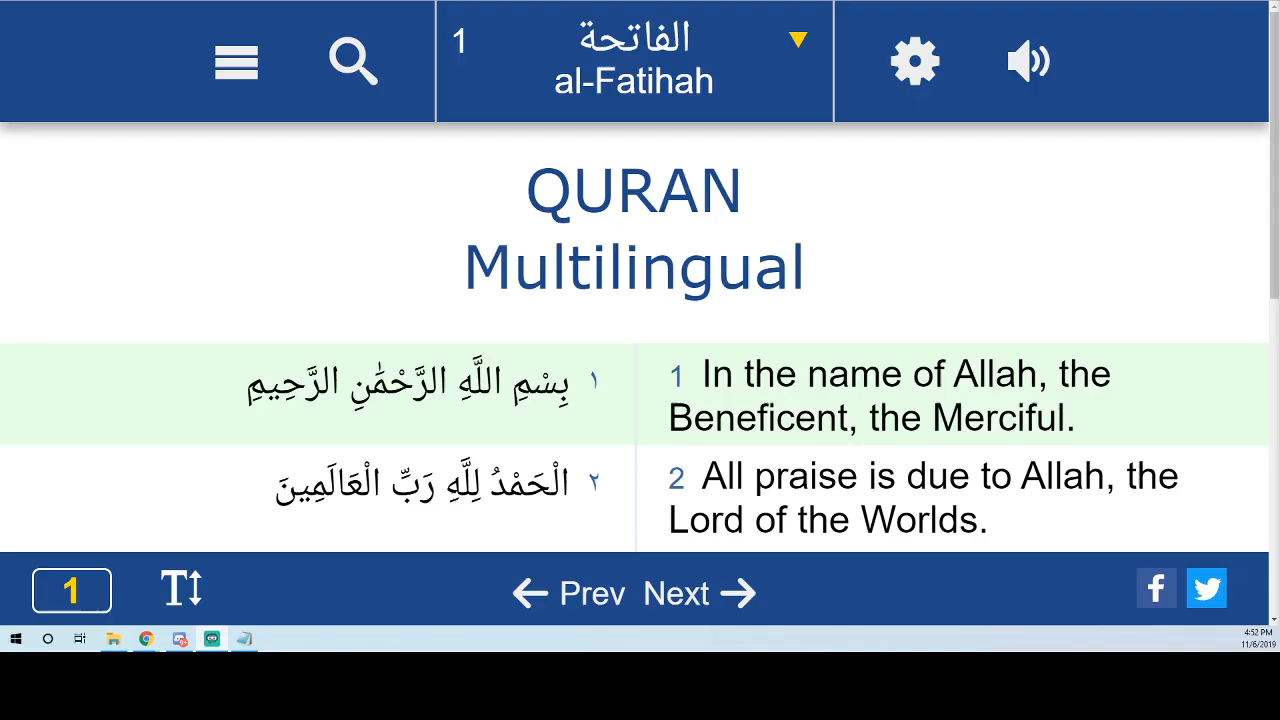 1
الفاتحة
al-Fatihah
QURAN
Multilingual
١ بِسْمِ اللَّهِ الرَّحْمَٰنِ الرَّحِيمِ
1 In the name of Allah, the
Beneficent, the Merciful.
٢ الْحَمْدُ لِلَّهِ رَبِّ الْعَالَمِينَ
2 All praise is due to Allah, the
Lord of the Worlds.
1
T
Prev Next
f
4:52 PM
11/6/2019